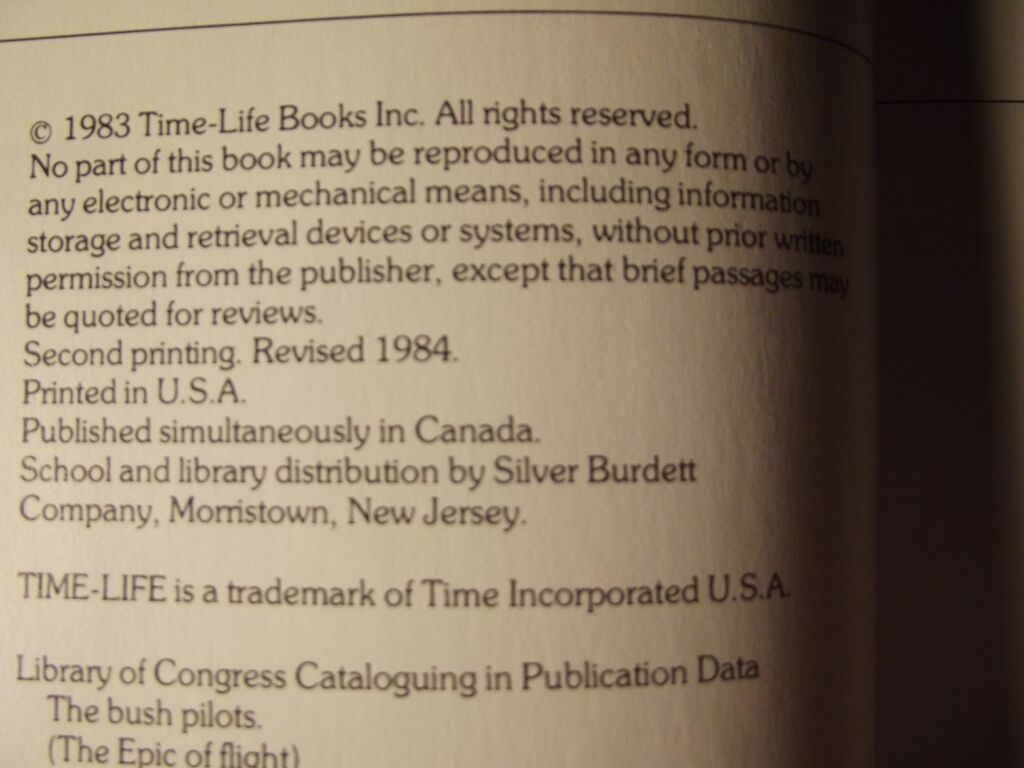 © 1983 Time-Life Books Inc. All rights reserved.
No part of this book may be reproduced in any form or by
any electronic or mechanical means, including information
storage and retrieval devices or systems, without prior written
permission from the publisher, except that brief passages may
be quoted for reviews.
Second printing. Revised 1984.
Printed in U.S.A.
Published simultaneously in Canada.
School and library distribution by Silver Burdett
Company, Morristown, New Jersey.
TIME-LIFE is a trademark of Time Incorporated U.S.A.
Library of Congress Cataloguing in Publication Data
The bush pilots.
(The Epic of flight)